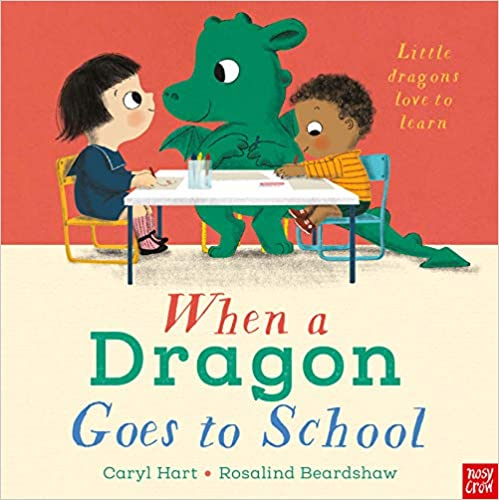 Little
dragons
love to
learn
When a
Dragon
Goes to School
Caryl Hart • Rosalind Beardshaw
nosy
crow